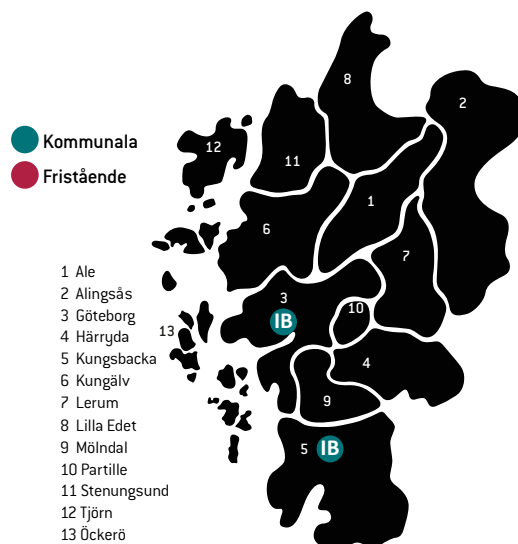 8
2
Kommunala
12
Fristående
11
1
6
7
1 Ale
2 Alingsås
3 Göteborg
4 Härryda
5 Kungsbacka
6 Kungälv
7 Lerum
8 Lilla Edet
9 Mölndal
10 Partille
11 Stenungsund
12 Tjörn
13 Öckerö
3
10
IB
13
4
9
5
IB